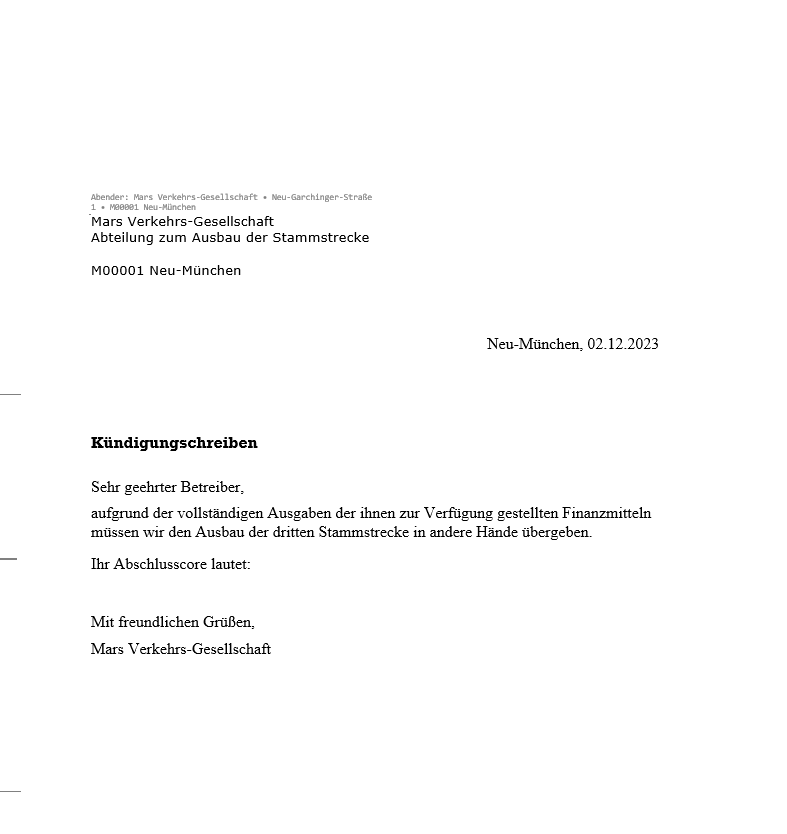 Abender: Mars Verkehrs-Gesellschaft • Neu-Garchinger-Straße
1 • M00001 Neu-München
Mars Verkehrs-Gesellschaft
Abteilung zum Ausbau der Stammstrecke
M00001 Neu-München
Neu-München, 02.12.2023
Kündigungschreiben
Sehr geehrter Betreiber,
aufgrund der vollständigen Ausgaben der ihnen zur Verfügung gestellten Finanzmitteln
müssen wir den Ausbau der dritten Stammstrecke in andere Hände übergeben.
Ihr Abschlusscore lautet:
Mit freundlichen Grüßen,
Mars Verkehrs-Gesellschaft